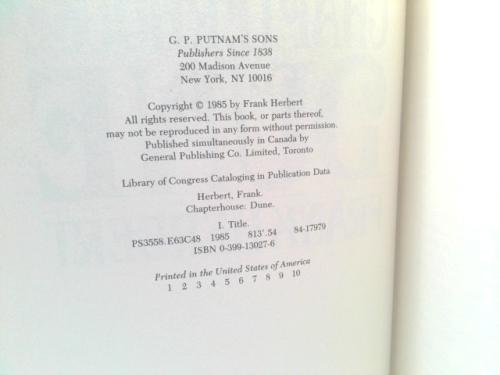 G. P. PUTNAM'S SONS
Publishers Since 1838
200 Madison Avenue
New York, NY 10016
Copyright © 1985 by Frank Herbert
All rights reserved. This book, or parts thereof,
may not be reproduced in any form without permission.
Published simultaneously in Canada by
General Publishing Co. Limited, Toronto
Library of Congress Cataloging in Publication Data
Herbert, Frank.
Chapterhouse: Dune.
I. Title.
PS3558.E63C48 1985 813'.54 84-17979
ISBN 0-399-13027-6
Printed in the United States of America
1 2 3 4 5 6 7 8 9 10